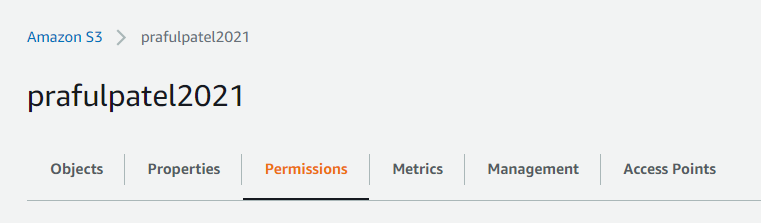 Amazon S3 > prafulpatel2021
prafulpatel2021
Objects Properties Permissions Metrics Management Access Points